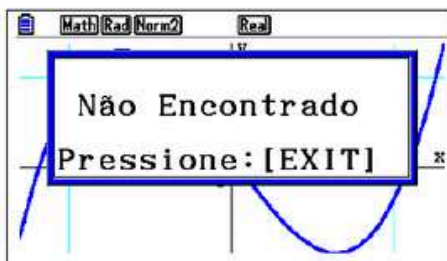 Math Rad Norm2 Real
Y
Não Encontrado
Pressione:[EXIT]
x